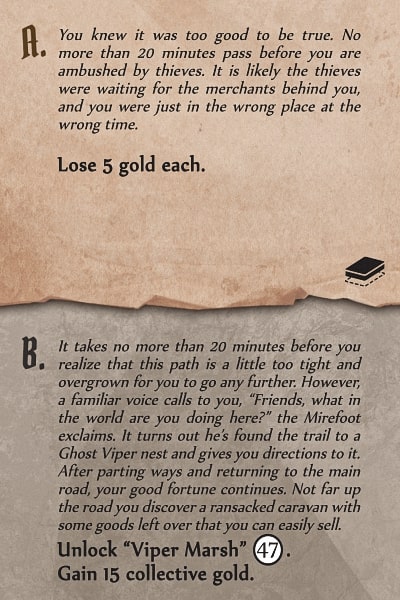 A.
You knew it was too good to be true. No
more than 20 minutes pass before you are
ambushed by thieves. It is likely the thieves
were waiting for the merchants behind you,
and you were just in the wrong place at the
wrong time.
Lose 5 gold each.
B.
It takes no more than 20 minutes before you
realize that this path is a little too tight and
overgrown for you to go any further. However,
a familiar voice calls to you, “Friends, what in
the world are you doing here?” the Mirefoot
exclaims. It turns out he’s found the trail to a
Ghost Viper nest and gives you directions to it.
After parting ways and returning to the main
road, your good fortune continues. Not far up
the road you discover a ransacked caravan with
some goods left over that you can easily sell.
Unlock “Viper Marsh” 47.
Gain 15 collective gold.